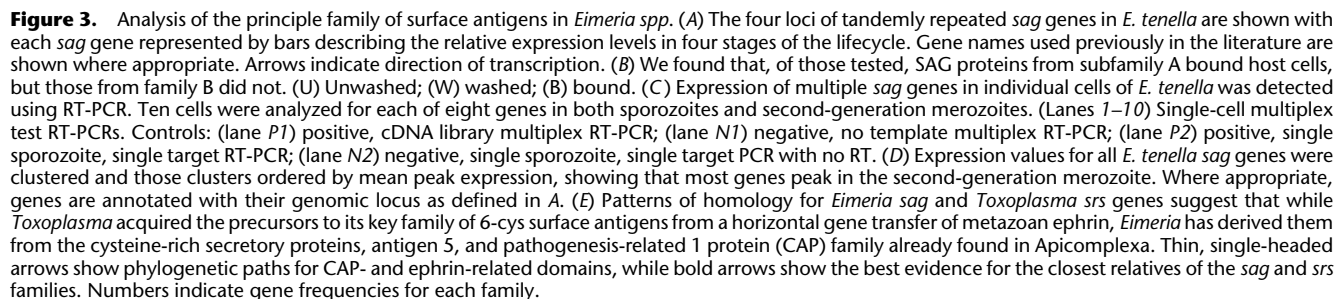 Figure 3. Analysis of the principle family of surface antigens in Eimeria spp. (A) The four loci of tandemly repeated sag genes in E. tenella are shown with
each sag gene represented by bars describing the relative expression levels in four stages of the lifecycle. Gene names used previously in the literature are
shown where appropriate. Arrows indicate direction of transcription. (B) We found that, of those tested, SAG proteins from subfamily A bound host cells,
but those from family B did not. (U) Unwashed; (W) washed; (B) bound. (C) Expression of multiple sag genes in individual cells of E. tenella was detected
using RT-PCR. Ten cells were analyzed for each of eight genes in both sporozoites and second-generation merozoites. (Lanes 1–10) Single-cell multiplex
test RT-PCRs. Controls: (lane P1) positive, cDNA library multiplex RT-PCR; (lane N1) negative, no template multiplex RT-PCR; (lane P2) positive, single
sporozoite, single target RT-PCR; (lane N2) negative, single sporozoite, single target PCR with no RT. (D) Expression values for all E. tenella sag genes were
clustered and those clusters ordered by mean peak expression, showing that most genes peak in the second-generation merozoite. Where appropriate,
genes are annotated with their genomic locus as defined in A. (E) Patterns of homology for Eimeria sag and Toxoplasma srs genes suggest that while
Toxoplasma acquired the precursors to its key family of 6-cys surface antigens from a horizontal gene transfer of metazoan ephrin, Eimeria has derived them
from the cysteine-rich secretory proteins, antigen 5, and pathogenesis-related 1 protein (CAP) family already found in Apicomplexa. Thin, single-headed
arrows show phylogenetic paths for CAP- and ephrin-related domains, while bold arrows show the best evidence for the closest relatives of the sag and srs
families. Numbers indicate gene frequencies for each family.